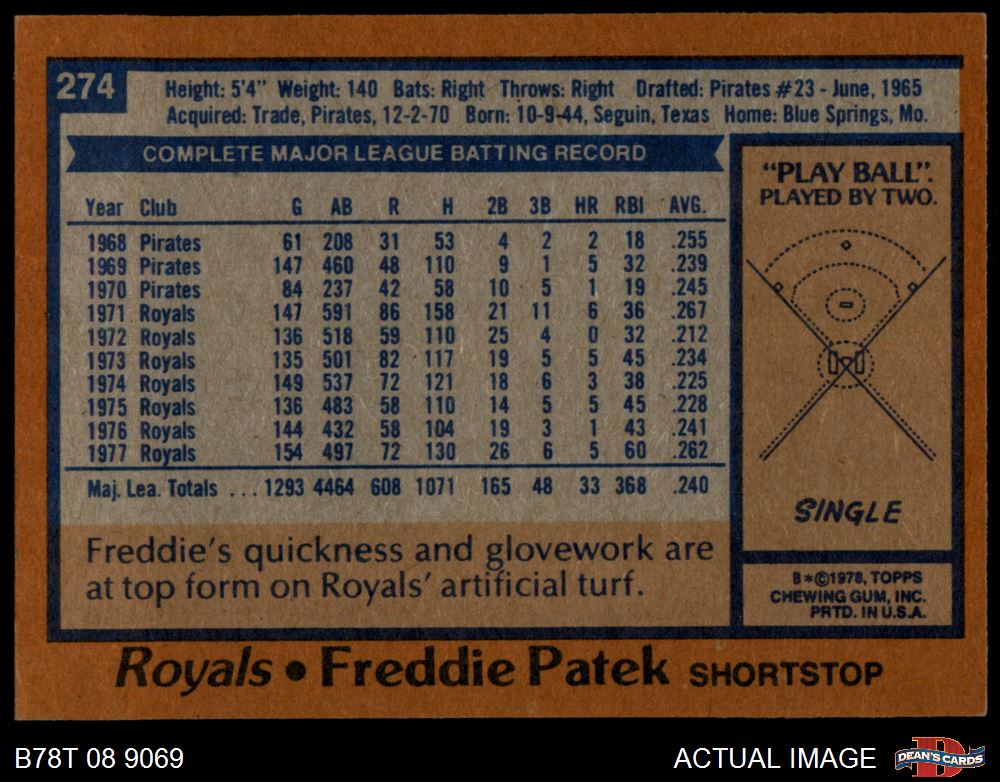 274
Height: 5'4" Weight: 140 Bats: Right Throws: Right Drafted: Pirates #23 - June, 1965
Acquired: Trade, Pirates, 12-2-70 Born: 10-9-44, Seguin, Texas Home: Blue Springs, Mo.
COMPLETE MAJOR LEAGUE BATTING RECORD
Year Club G AB R H 2B 3B HR RBI AVG.
1968 Pirates 61 208 31 53 4 2 2 18 .255
1969 Pirates 147 460 48 110 9 1 5 32 .239
1970 Pirates 84 237 42 58 10 5 1 19 .245
1971 Royals 147 591 86 158 21 11 6 36 .267
1972 Royals 136 518 59 110 25 4 0 32 .212
1973 Royals 135 501 82 117 19 5 5 45 .234
1974 Royals 149 537 72 121 18 6 3 38 .225
1975 Royals 136 483 58 110 14 5 5 45 .228
1976 Royals 144 432 58 104 19 3 1 43 .241
1977 Royals 154 497 72 130 26 6 5 60 .262
Maj. Lea. Totals ... 1293 4464 608 1071 165 48 33 368 .240
Freddie's quickness and glovework are
at top form on Royals' artificial turf.
"PLAY BALL".
PLAYED BY TWO.
SINGLE
B*©1978, TOPPS
CHEWING GUM, INC.
PRTD. IN U.S.A.
Royals • Freddie Patek SHORTSTOP
B78T 08 9069
ACTUAL IMAGE
D
DEAN'S CARDS